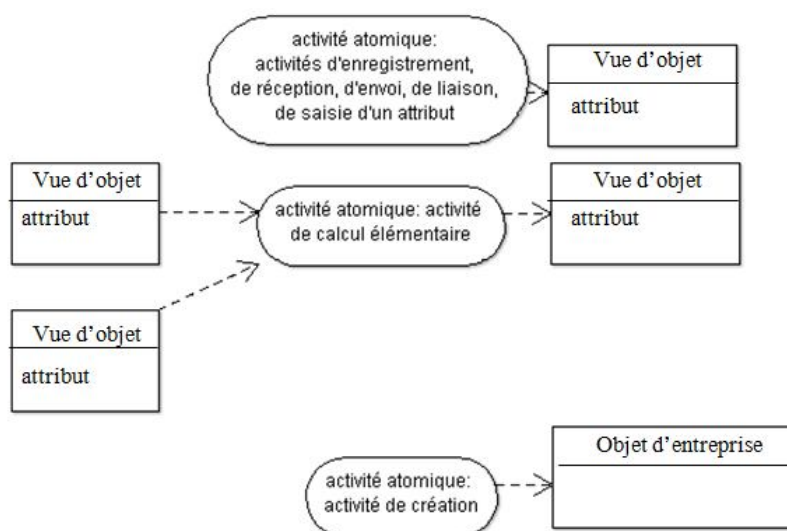 activité atomique:
activités d'enregistrement,
de réception, d'envoi, de liaison,
de saisie d'un attribut
Vue d’objet
attribut
Vue d’objet
attribut
activité atomique: activité
de calcul élémentaire
Vue d’objet
attribut
Vue d’objet
attribut
activité atomique:
activité de création
Objet d’entreprise